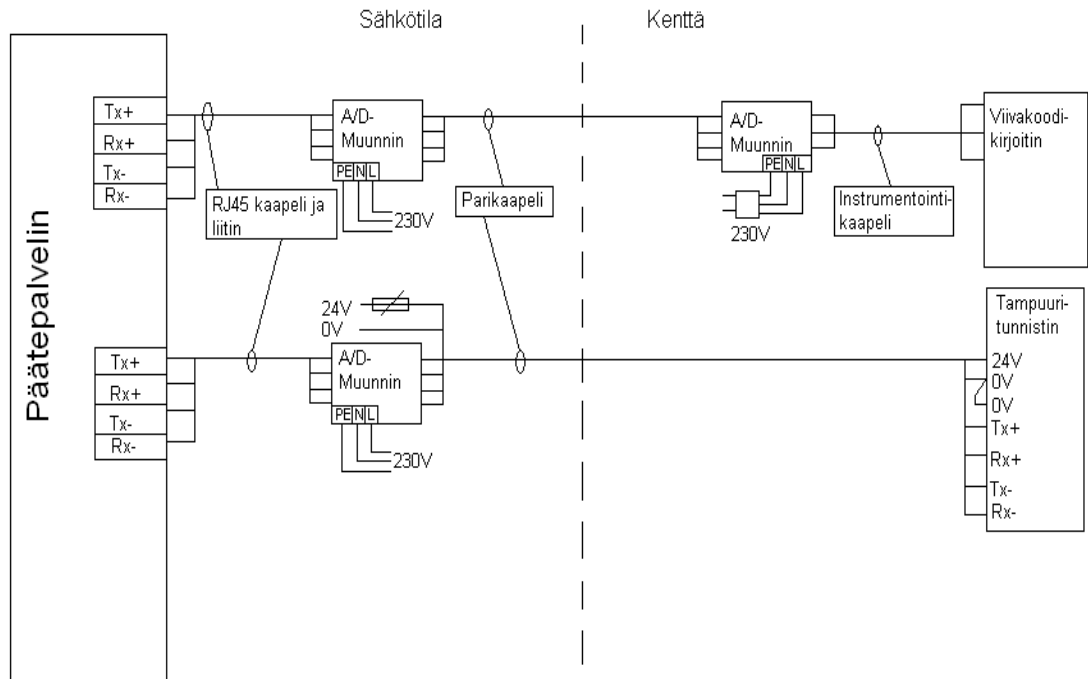 Sähkötila
Kenttä
Päätepalvelin
Tx+
Rx+
Tx-
Rx-
A/D-
Muunnin
PE N L
230V
RJ45 kaapeli ja
liitin
Parikaapeli
A/D-
Muunnin
PE N L
230V
Instrumentointi-
kaapeli
Viivakoodi-
kirjoitin
Tx+
Rx+
Tx-
Rx-
24V
0V
A/D-
Muunnin
PE N L
230V
Tampuuri-
tunnistin
24V
0V
0V
Tx+
Rx+
Tx-
Rx-